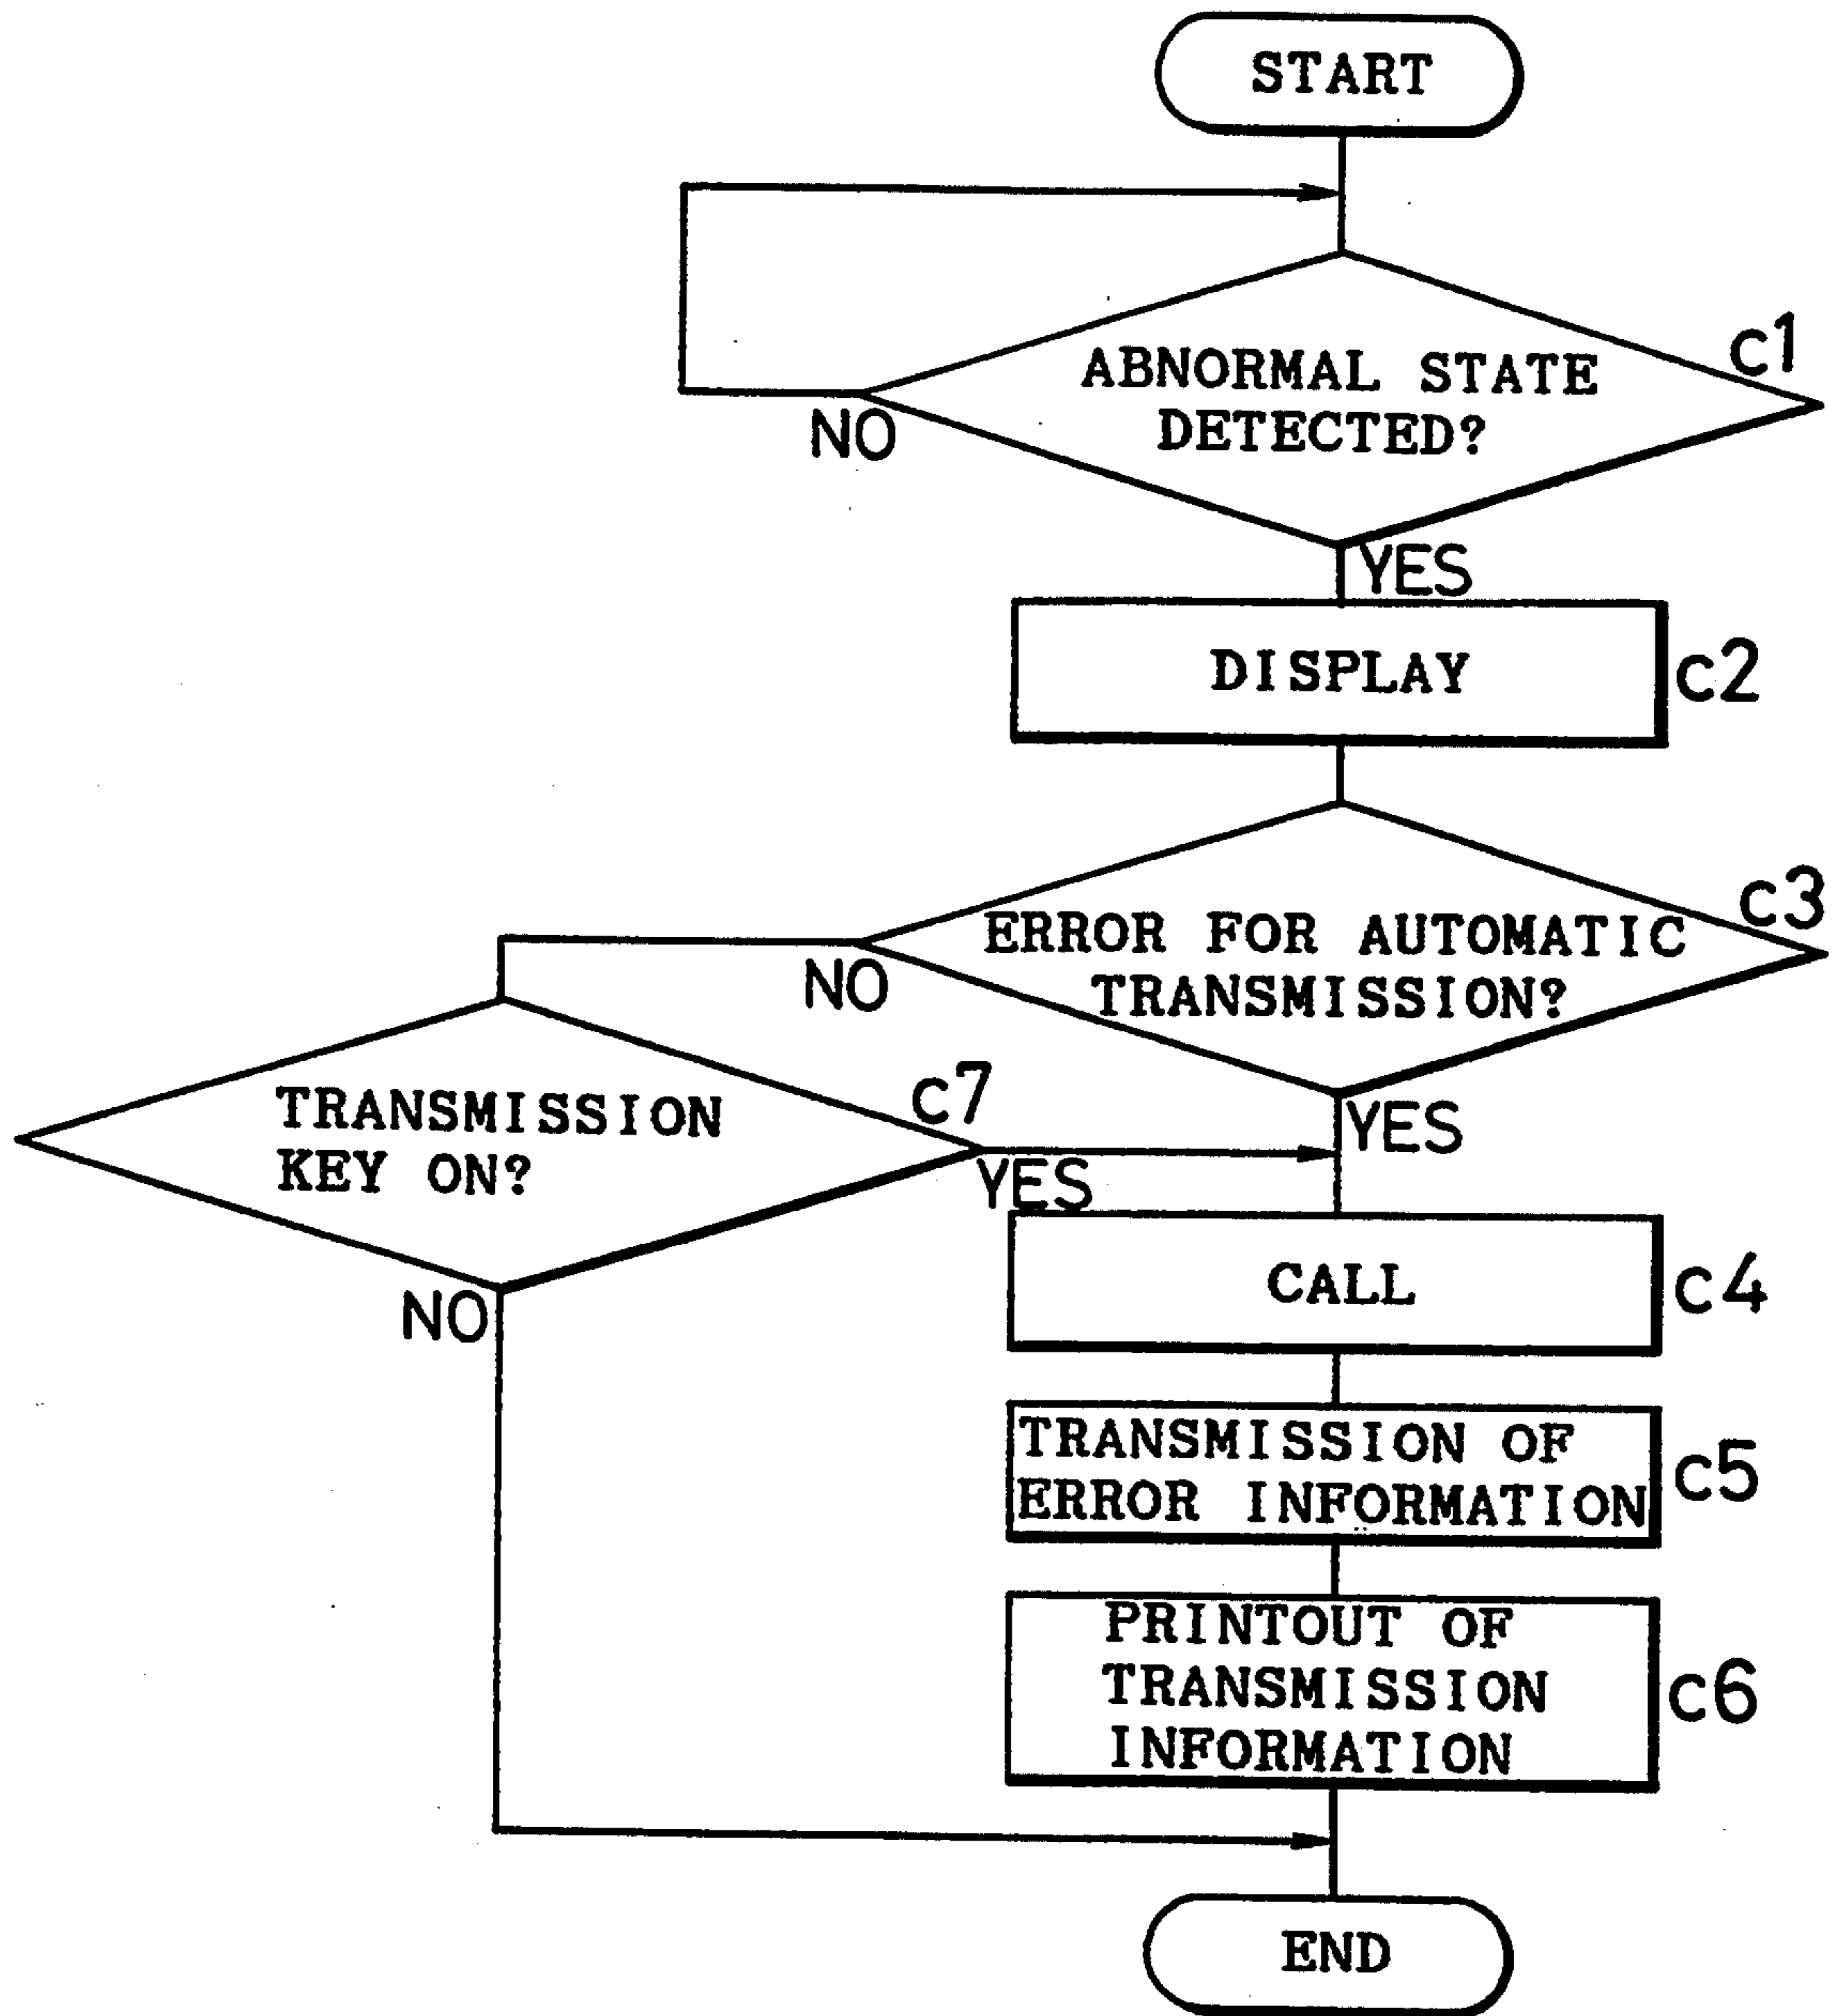 START
ABNORMAL STATE
DETECTED?
c1
NO
YES
DISPLAY
c2
ERROR FOR AUTOMATIC
TRANSMISSION?
c3
NO
YES
TRANSMISSION
KEY ON?
c7
YES
NO
CALL
c4
TRANSMISSION OF
ERROR INFORMATION
c5
PRINTOUT OF
TRANSMISSION
INFORMATION
c6
END